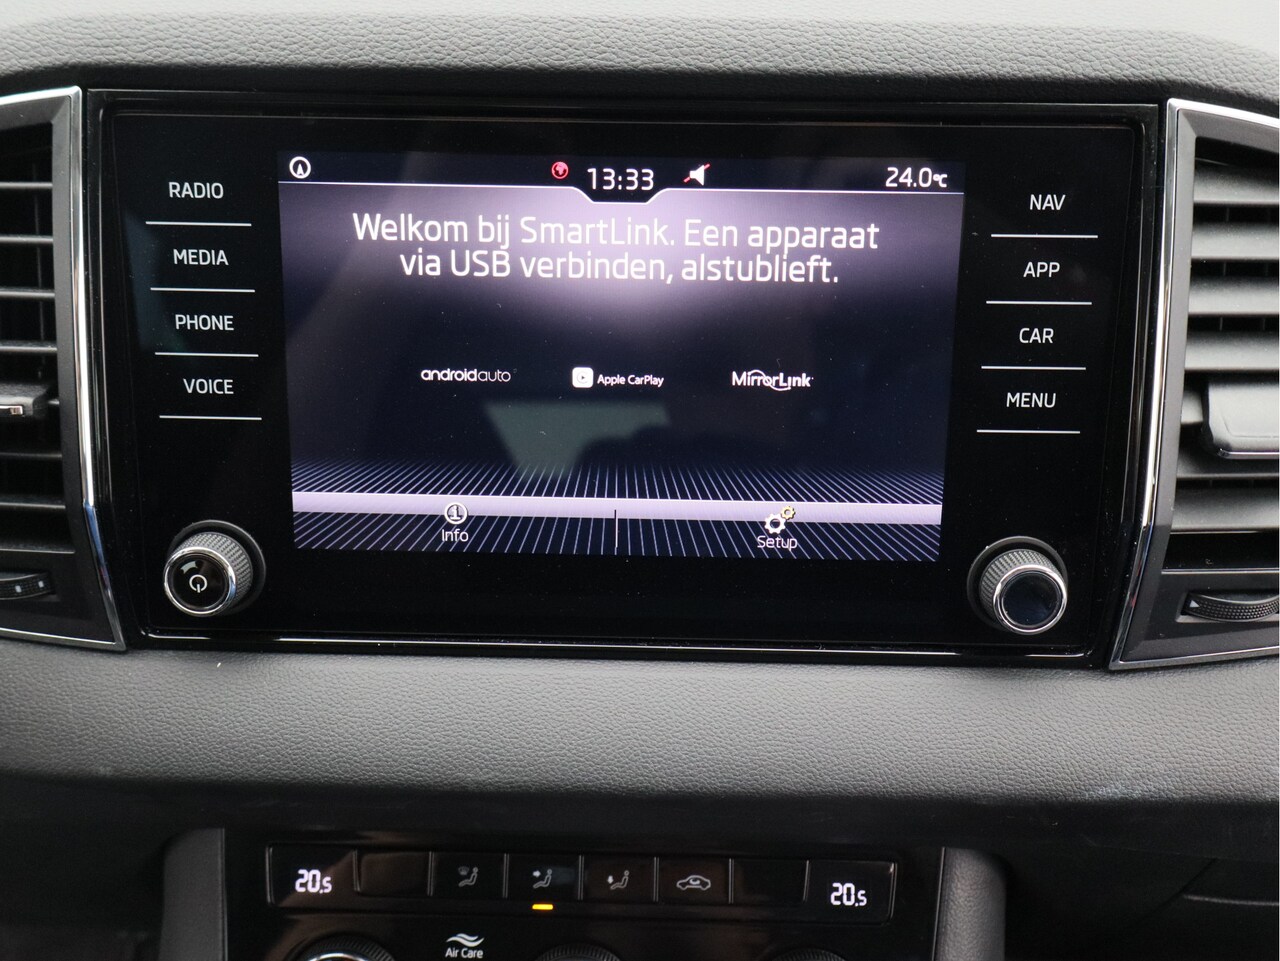 13:33
24.0°C
RADIO
MEDIA
PHONE
VOICE
Welkom bij SmartLink. Een apparaat
via USB verbinden, alstublieft.
androidauto
Apple CarPlay
MirrorLink
Info
Setup
NAV
APP
CAR
MENU
20.5
20.5
Air Care